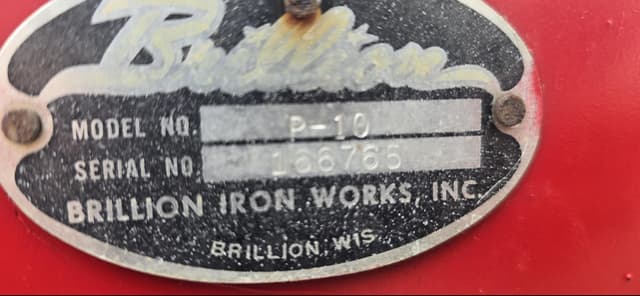 Brillion
MODEL NO. P-10
SERIAL NO. 166765
BRILLION IRON WORKS, INC.
BRILLION, WIS.